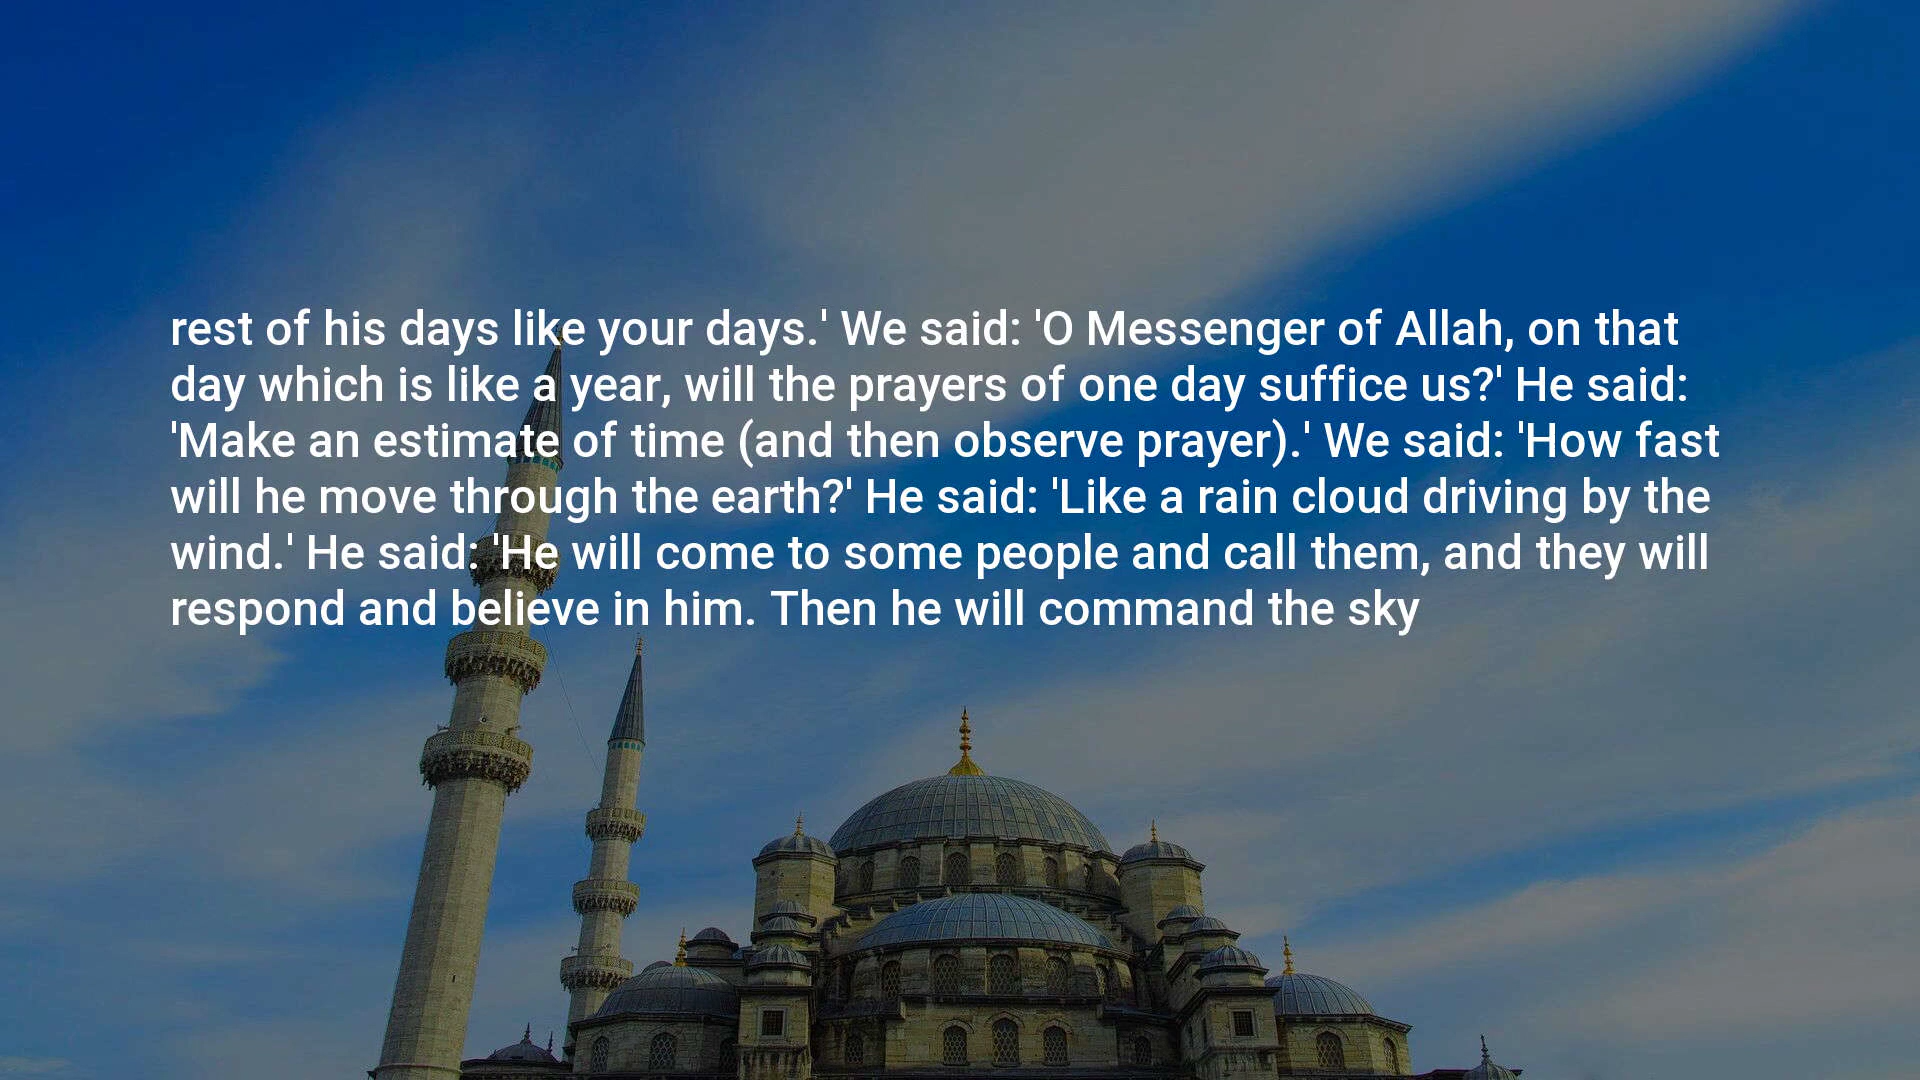 rest of his days like your days.' We said: 'O Messenger of Allah, on that
day which is like a year, will the prayers of one day suffice us?' He said:
'Make an estimate of time (and then observe prayer).' We said: 'How fast
will he move through the earth?' He said: 'Like a rain cloud driving by the
wind.' He said: 'He will come to some people and call them, and they will
respond and believe in him. Then he will command the sky